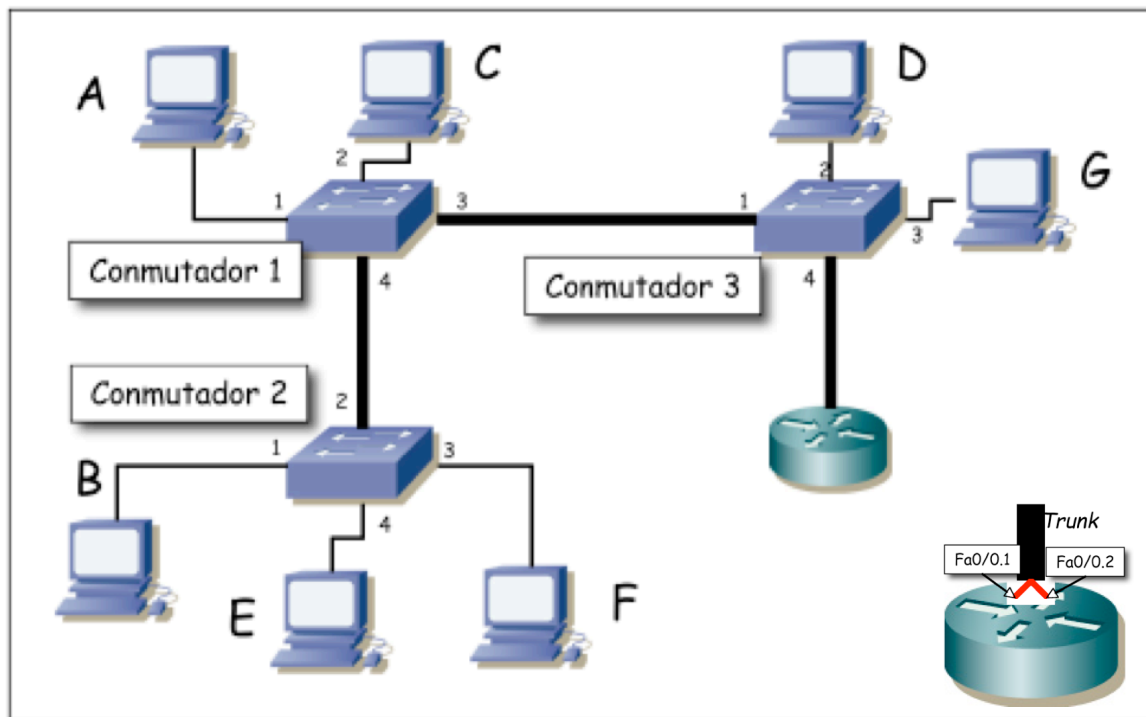 A
C
D
G
2
2
1
3
1
3
Conmutador 1
4
Conmutador 3
4
Conmutador 2
2
1
3
B
4
E
F
Trunk
Fa0/0.1
Fa0/0.2